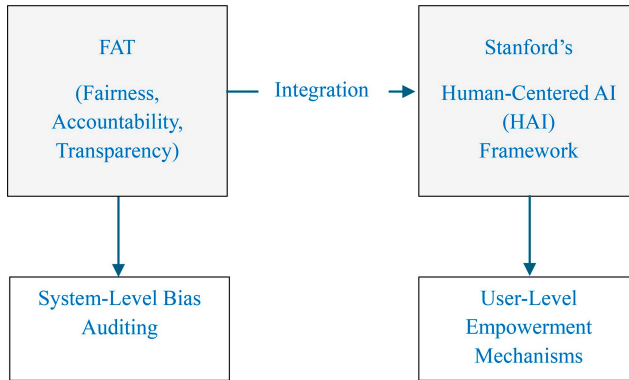 FAT
(Fairness,
Accountability,
Transparency)
Integration
Stanford’s
Human-Centered AI
(HAI)
Framework
System-Level Bias
Auditing
User-Level
Empowerment
Mechanisms